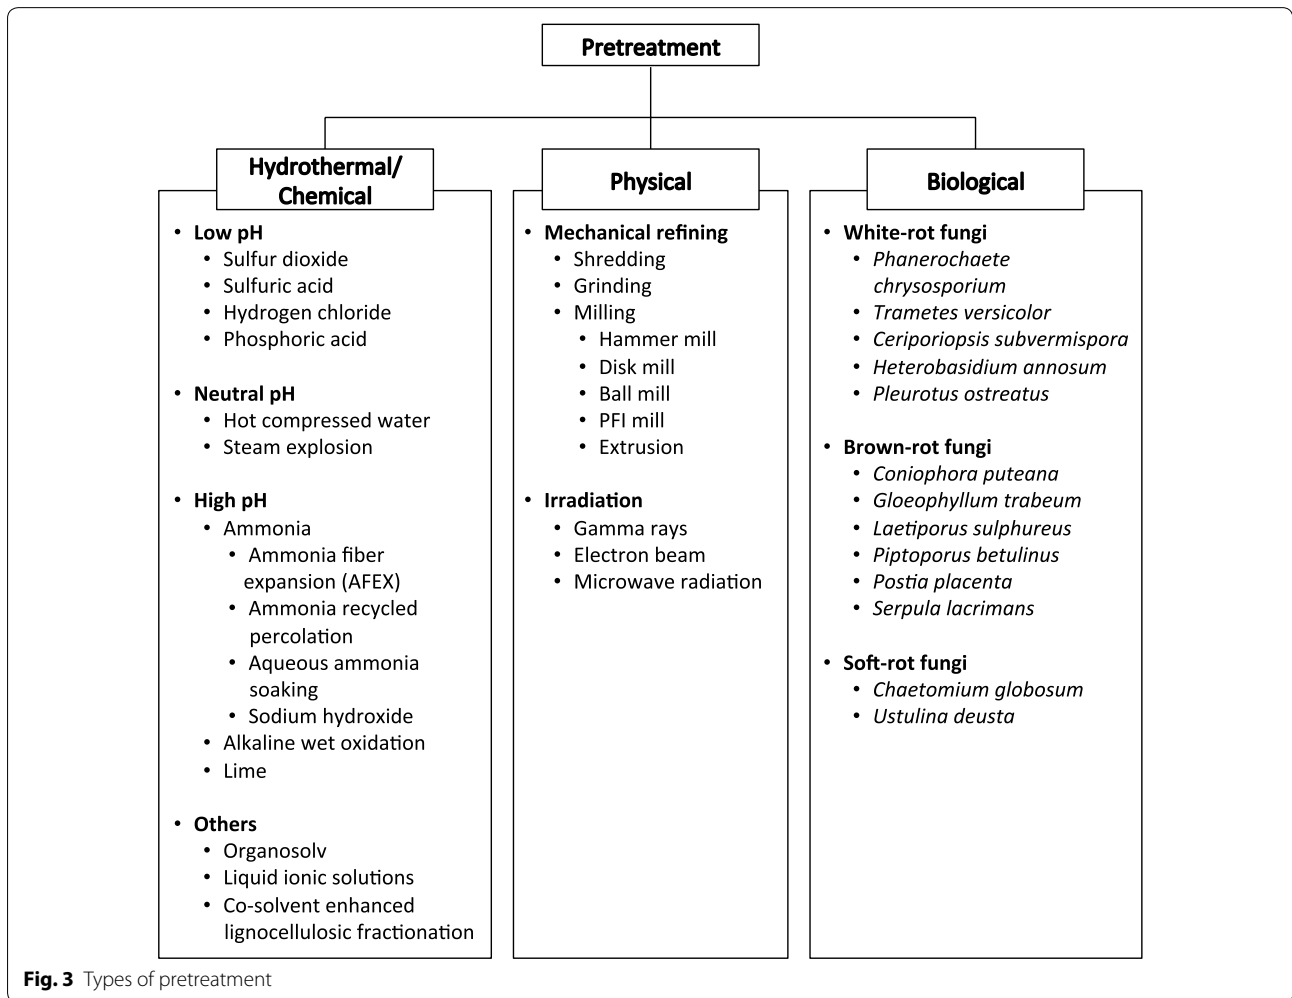 Pretreatment
Hydrothermal/
Chemical
• Low pH
• Sulfur dioxide
• Sulfuric acid
• Hydrogen chloride
• Phosphoric acid
• Neutral pH
• Hot compressed water
• Steam explosion
• High pH
• Ammonia
• Ammonia fiber
expansion (AFEX)
• Ammonia recycled
percolation
• Aqueous ammonia
soaking
• Sodium hydroxide
• Alkaline wet oxidation
• Lime
• Others
• Organosolv
• Liquid ionic solutions
• Co-solvent enhanced
lignocellulosic fractionation
Physical
• Mechanical refining
• Shredding
• Grinding
• Milling
• Hammer mill
• Disk mill
• Ball mill
• PFI mill
• Extrusion
• Irradiation
• Gamma rays
• Electron beam
• Microwave radiation
Biological
• White-rot fungi
• Phanerochaete
chrysosporium
• Trametes versicolor
• Ceriporiopsis subvermispora
• Heterobasidium annosum
• Pleurotus ostreatus
• Brown-rot fungi
• Coniophora puteana
• Gloeophyllum trabeum
• Laetiporus sulphureus
• Piptoporus betulinus
• Postia placenta
• Serpula lacrimans
• Soft-rot fungi
• Chaetomium globosum
• Ustulina deusta
Fig. 3 Types of pretreatment